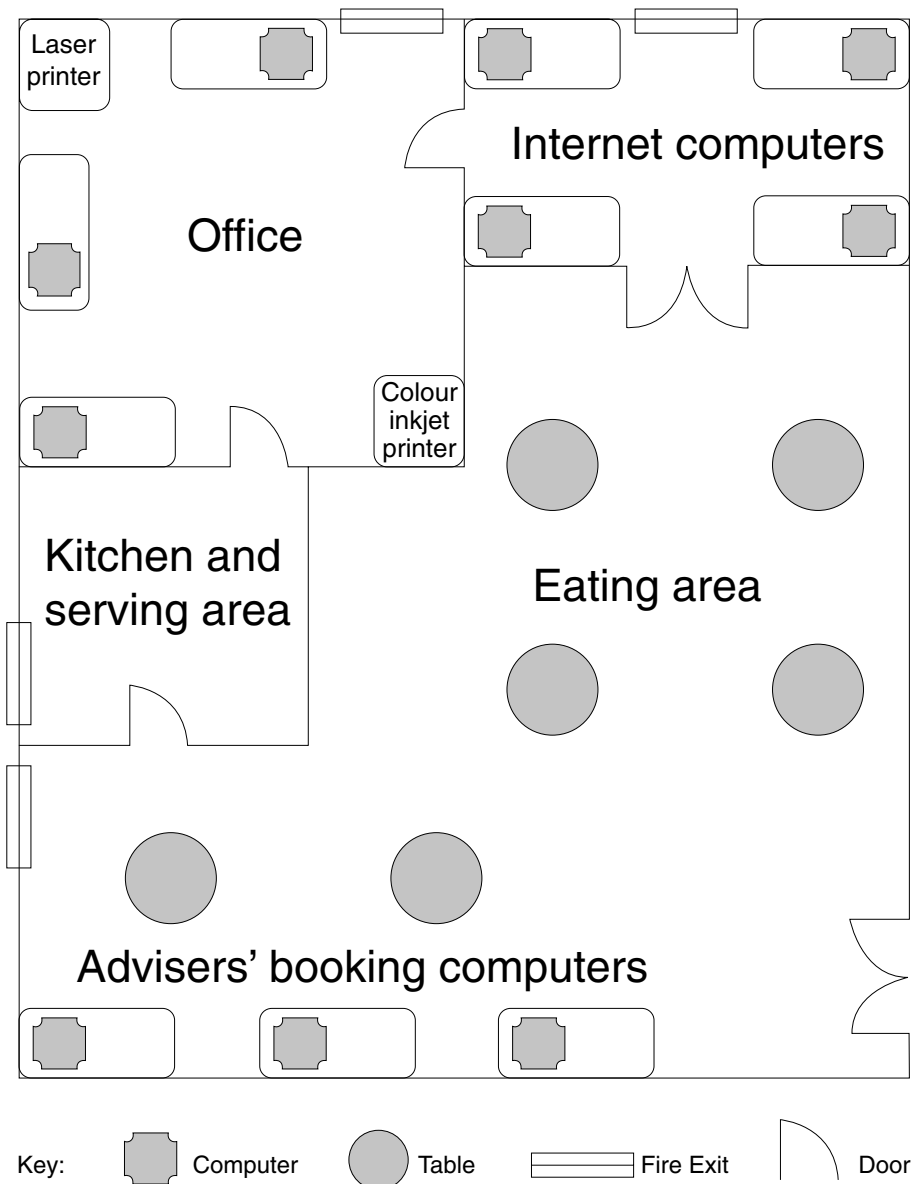 Laser
printer
Internet computers
Office
Colour
inkjet
printer
Kitchen and
serving area
Eating area
Advisers’ booking computers
Key:
Computer
Table
Fire Exit
Door